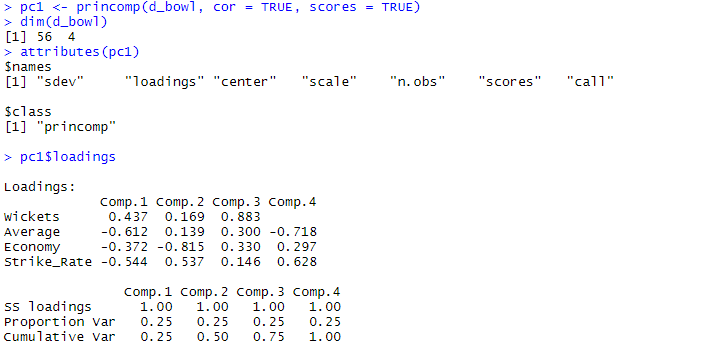 > pc1 <- princomp(d_bowl, cor = TRUE, scores = TRUE)
> dim(d_bowl)
[1] 56  4
> attributes(pc1)
$names
[1] "sdev"     "loadings" "center"   "scale"    "n.obs"    "scores"   "call"
$class
[1] "princomp"
> pc1$loadings
Loadings:
            Comp.1 Comp.2 Comp.3 Comp.4
Wickets      0.437  0.169  0.883
Average     -0.612  0.139  0.300 -0.718
Economy     -0.372 -0.815  0.330  0.297
Strike_Rate -0.544  0.537  0.146  0.628
               Comp.1 Comp.2 Comp.3 Comp.4
SS loadings      1.00   1.00   1.00   1.00
Proportion Var   0.25   0.25   0.25   0.25
Cumulative Var   0.25   0.50   0.75   1.00